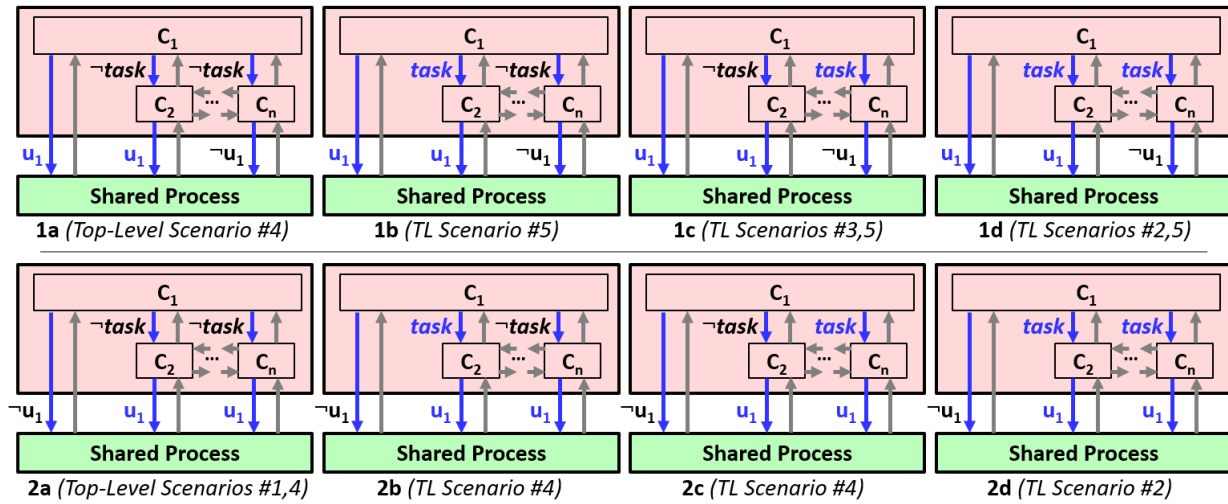 C1 C1 C1 C1
¬task ¬task task ¬task ¬task task task task
C2 ... Cn C2 ... Cn C2 ... Cn C2 ... Cn
u1 u1 ¬u1 u1 u1 ¬u1 u1 u1 ¬u1 u1 u1 ¬u1
Shared Process Shared Process Shared Process Shared Process
1a (Top-Level Scenario #4) 1b (TL Scenario #5) 1c (TL Scenarios #3,5) 1d (TL Scenarios #2,5)
C1 C1 C1 C1
¬task ¬task task ¬task ¬task task task task
C2 ... Cn C2 ... Cn C2 ... Cn C2 ... Cn
¬u1 u1 u1 ¬u1 u1 u1 ¬u1 u1 u1 ¬u1 u1 u1
Shared Process Shared Process Shared Process Shared Process
2a (Top-Level Scenarios #1,4) 2b (TL Scenario #4) 2c (TL Scenario #4) 2d (TL Scenario #2)